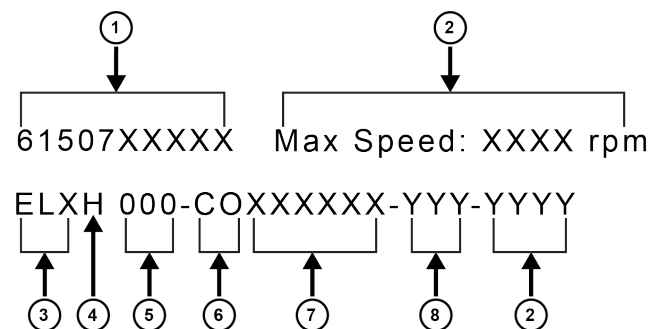 1 2
61507XXXXX Max Speed: XXXX rpm
ELXH 000-COXXXXXX-YYY-YYYY
3 4 5 6 7 8 2